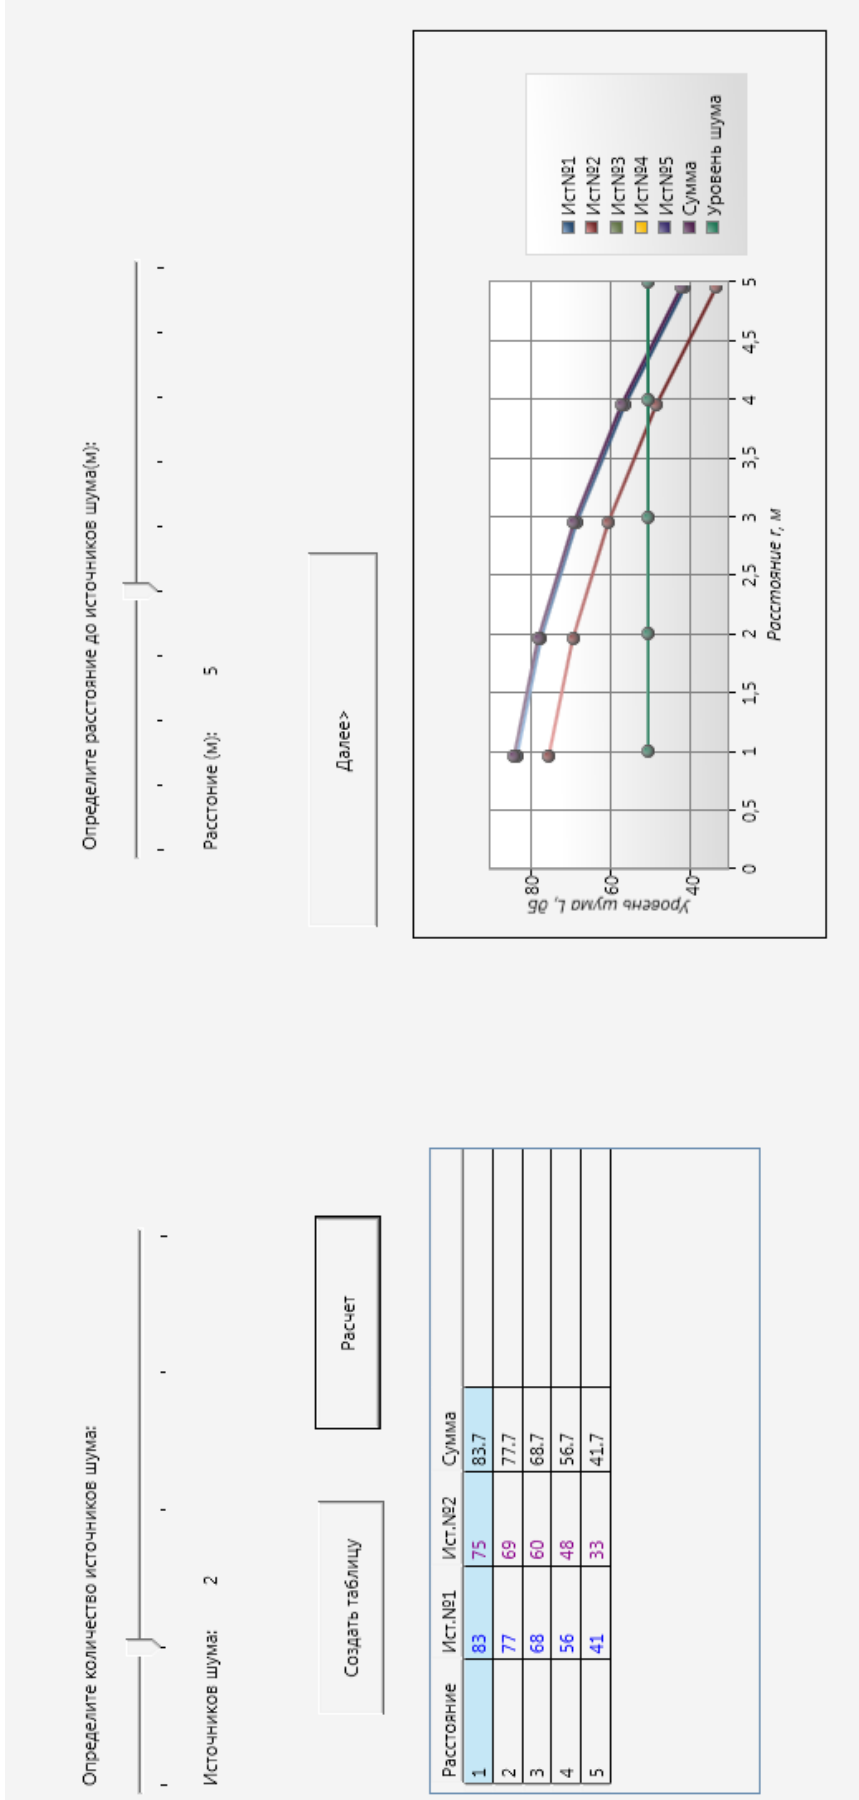 Определите количество источников шума:
Источников шума: 2
Создать таблицу
Расчет
Расстояние Ист.№1 Ист.№2 Сумма
1 83 75 83.7
2 77 69 77.7
3 68 60 68.7
4 56 48 56.7
5 41 33 41.7
Определите расстояние до источников шума(м):
Расстоние (м): 5
Далее>
Уровень шума L, дБ
80
60
40
0 0,5 1 1,5 2 2,5 3 3,5 4 4,5 5
Расстояние r, м
Ист№1
Ист№2
Ист№3
Ист№4
Ист№5
Сумма
Уровень шума